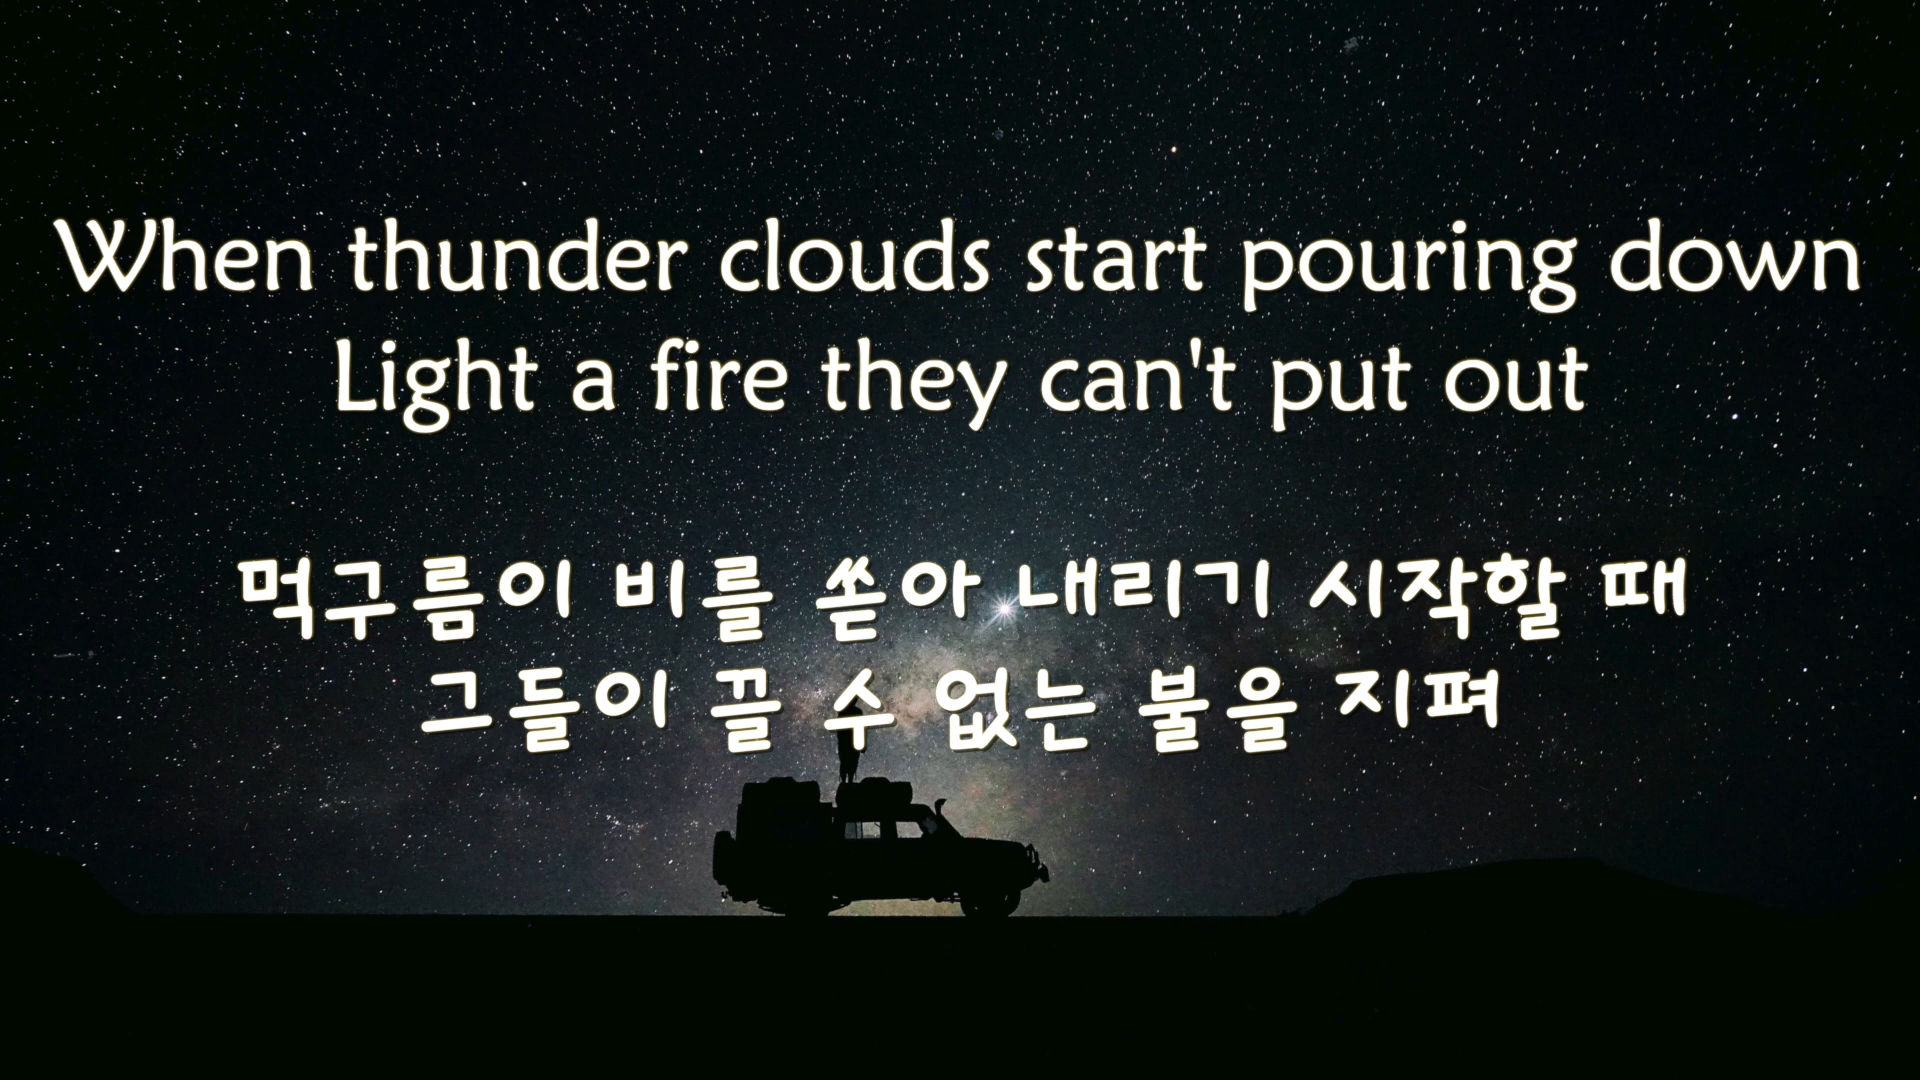 When thunder clouds start pouring down
Light a fire they can't put out
먹구름이 비를 쏟아 내리기 시작할 때
그들이 끌 수 없는 불을 지펴